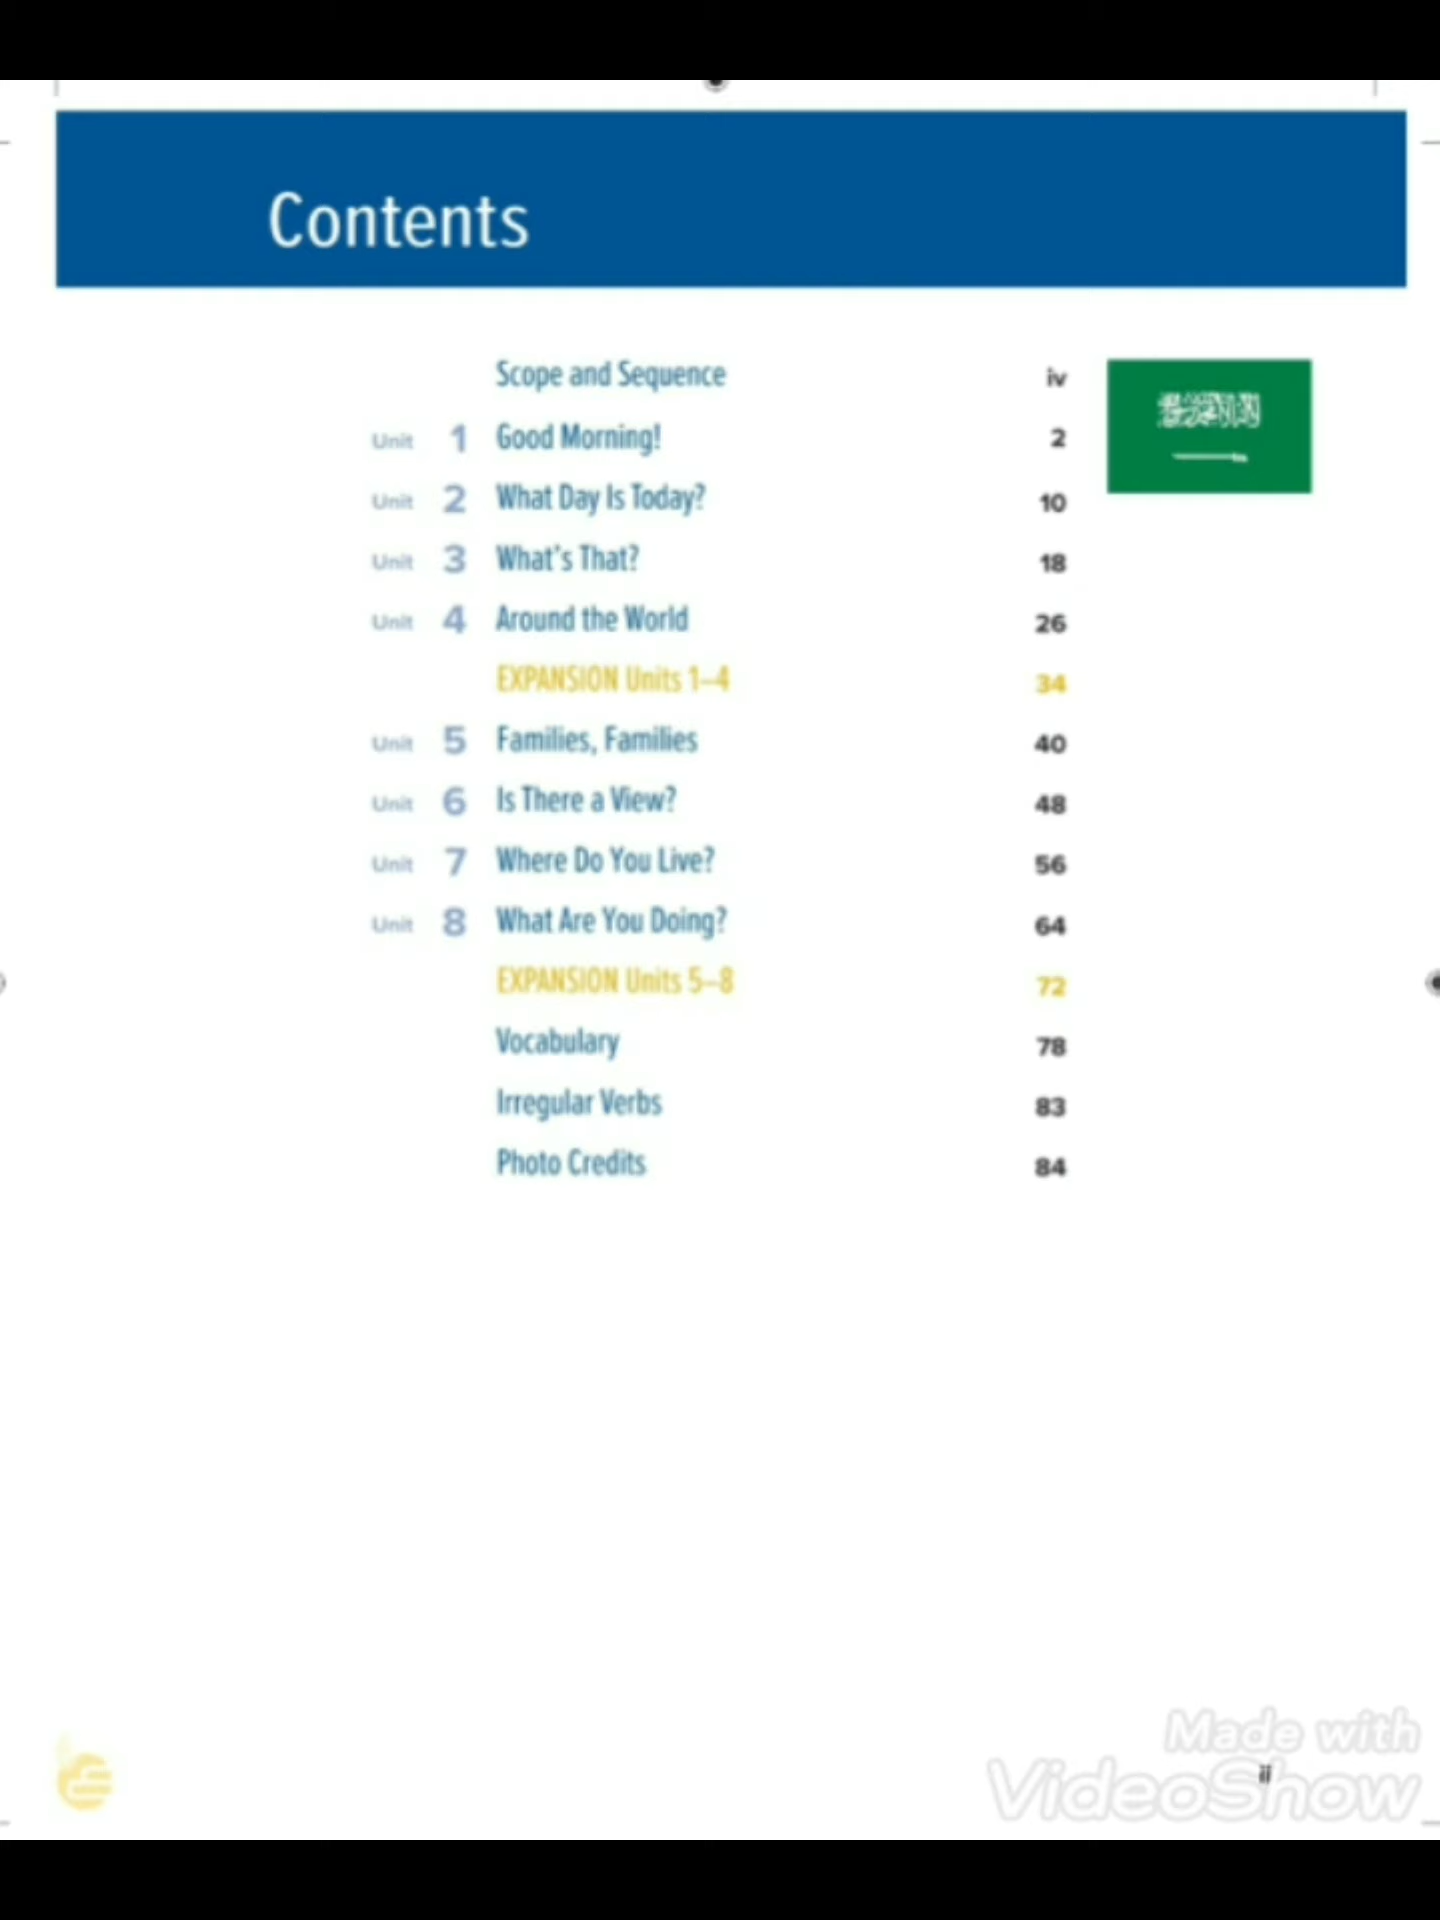 Contents
Scope and Sequence iv
Unit 1 Good Morning! 2
Unit 2 What Day Is Today? 10
Unit 3 What's That? 18
Unit 4 Around the World 26
EXPANSION Units 1–4 34
Unit 5 Families, Families 40
Unit 6 Is There a View? 48
Unit 7 Where Do You Live? 56
Unit 8 What Are You Doing? 64
EXPANSION Units 5–8 72
Vocabulary 78
Irregular Verbs 83
Photo Credits 84
Made with
VideoShow